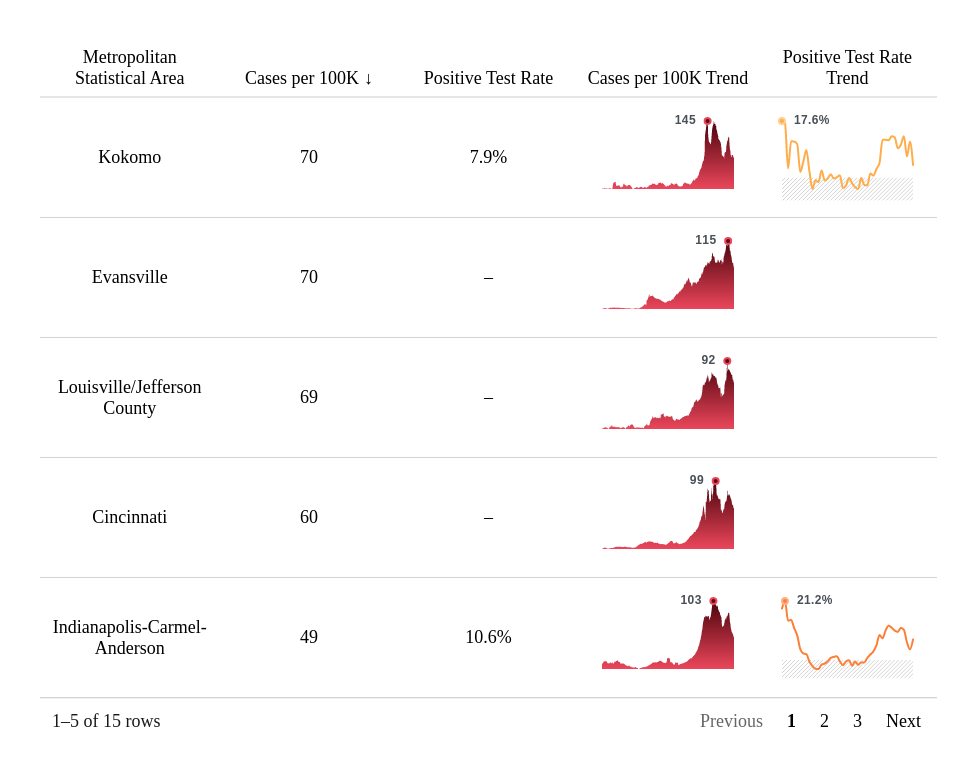 Metropolitan
Statistical Area
Cases per 100K ↓
Positive Test Rate
Cases per 100K Trend
Positive Test Rate
Trend
Kokomo
70
7.9%
145
17.6%
Evansville
70
–
115
Louisville/Jefferson
County
69
–
92
Cincinnati
60
–
99
Indianapolis-Carmel-
Anderson
49
10.6%
103
21.2%
1–5 of 15 rows
Previous 1 2 3 Next